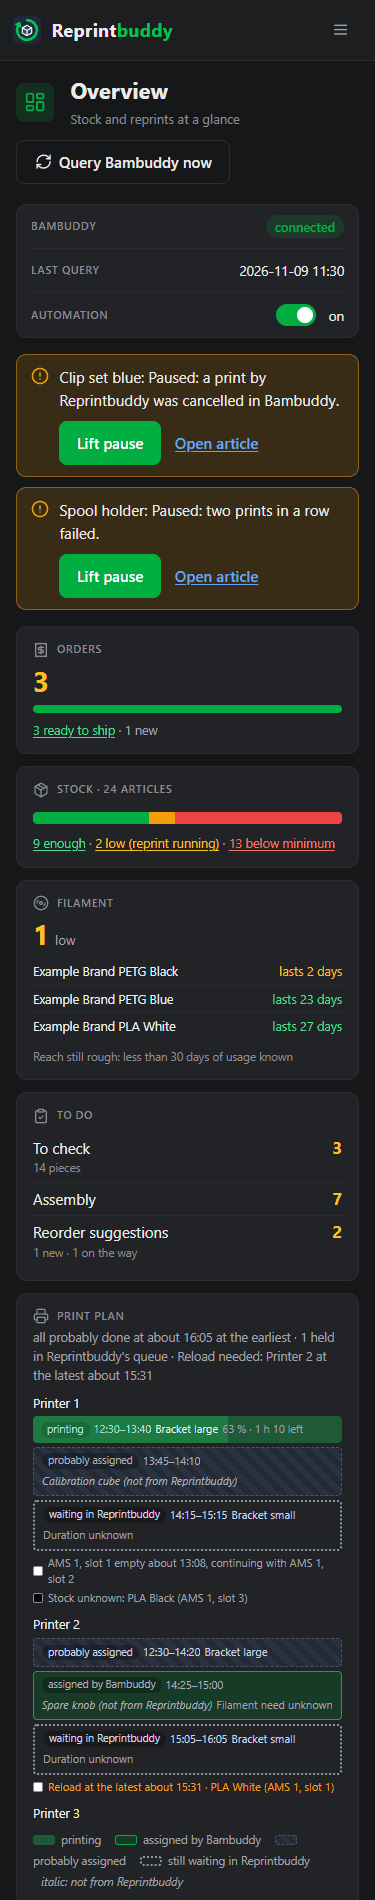 Reprintbuddy
Overview
Stock and reprints at a glance
Query Bambuddy now
BAMBUDDY connected
LAST QUERY 2026-11-09 11:30
AUTOMATION on
Clip set blue: Paused: a print by
Reprintbuddy was cancelled in Bambuddy.
Lift pause Open article
Spool holder: Paused: two prints in a row
failed.
Lift pause Open article
ORDERS
3
3 ready to ship · 1 new
STOCK · 24 ARTICLES
9 enough · 2 low (reprint running) · 13 below minimum
FILAMENT
1 low
Example Brand PETG Black lasts 2 days
Example Brand PETG Blue lasts 23 days
Example Brand PLA White lasts 27 days
Reach still rough: less than 30 days of usage known
TO DO
To check 3
14 pieces
Assembly 7
Reorder suggestions 2
1 new · 1 on the way
PRINT PLAN
all probably done at about 16:05 at the earliest · 1 held
in Reprintbuddy's queue · Reload needed: Printer 2 at
the latest about 15:31
Printer 1
printing 12:30–13:40 Bracket large 63 % · 1 h 10 left
probably assigned 13:45–14:10
Calibration cube (not from Reprintbuddy)
waiting in Reprintbuddy 14:15–15:15 Bracket small
Duration unknown
AMS 1, slot 1 empty about 13:08, continuing with AMS 1,
slot 2
Stock unknown: PLA Black (AMS 1, slot 3)
Printer 2
probably assigned 12:30–14:20 Bracket large
assigned by Bambuddy 14:25–15:00
Spare knob (not from Reprintbuddy) Filament need unknown
waiting in Reprintbuddy 15:05–16:05 Bracket small
Duration unknown
Reload at the latest about 15:31 · PLA White (AMS 1, slot 1)
Printer 3
printing assigned by Bambuddy
probably assigned still waiting in Reprintbuddy
italic: not from Reprintbuddy